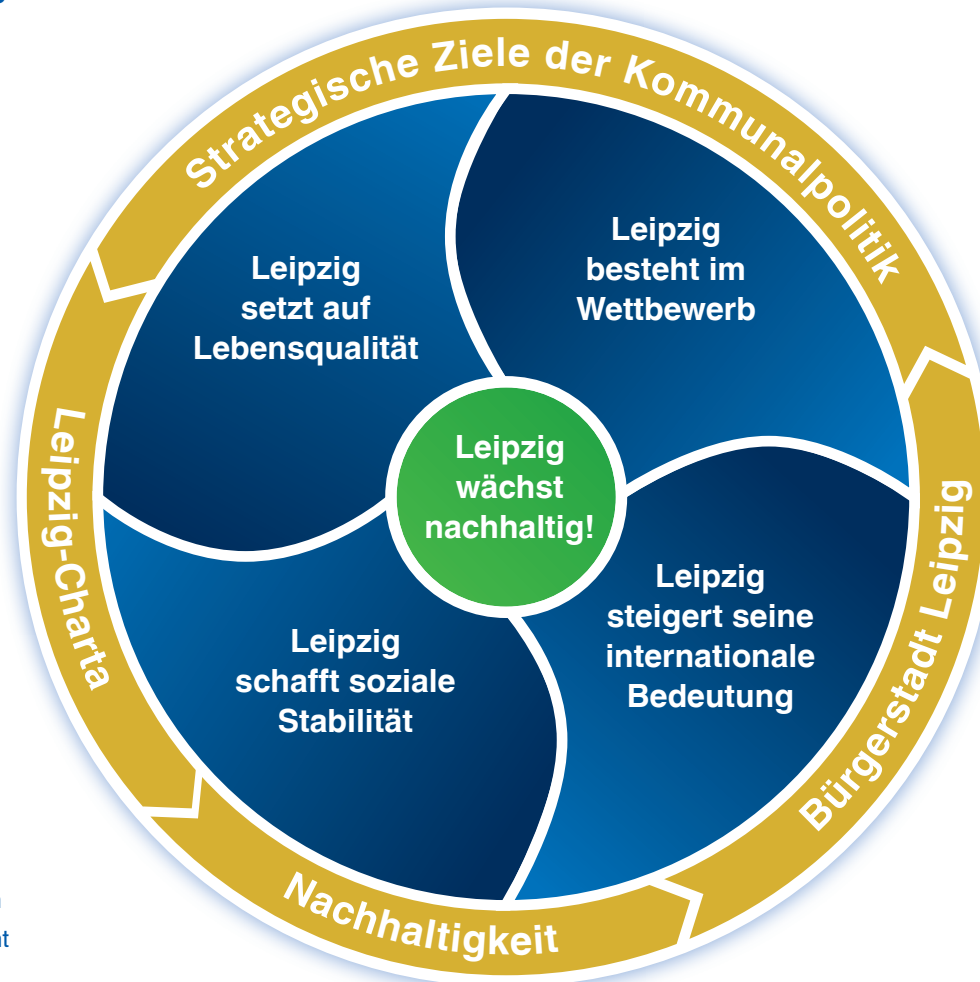 Strategische Ziele der Kommunalpolitik
Leipzig
setzt auf
Lebensqualität
Leipzig
besteht im
Wettbewerb
Leipzig
wächst
nachhaltig!
Leipzig
schafft soziale
Stabilität
Leipzig
steigert seine
internationale
Bedeutung
Leipzig-Charta
Nachhaltigkeit
Bürgerstadt Leipzig